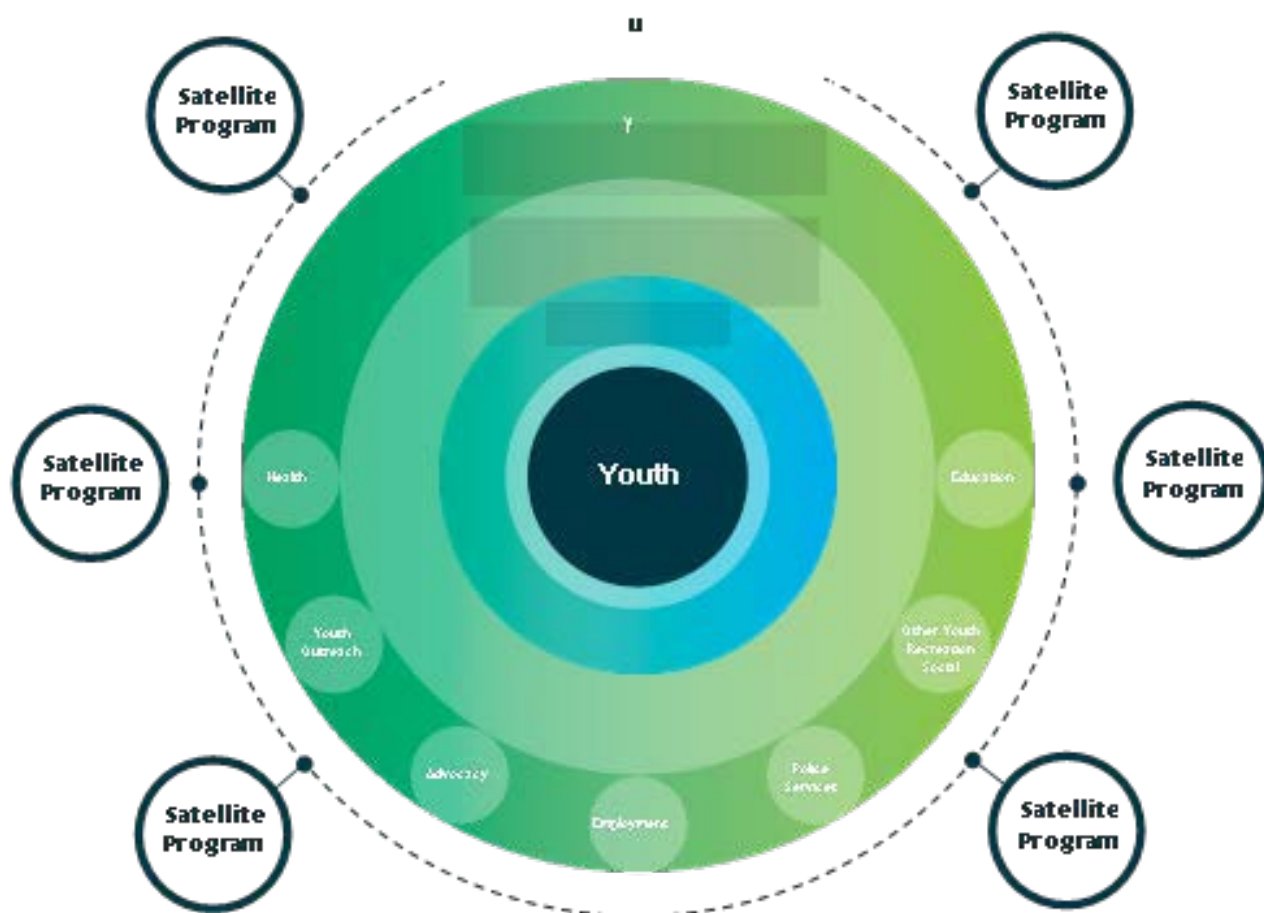 u
Satellite
Program
Satellite
Program
Y
Satellite
Program
Health
Youth
Education
Satellite
Program
Youth
Outreach
Other Youth
Recreation
Social
Advocacy
Police
Services
Employment
Satellite
Program
Satellite
Program